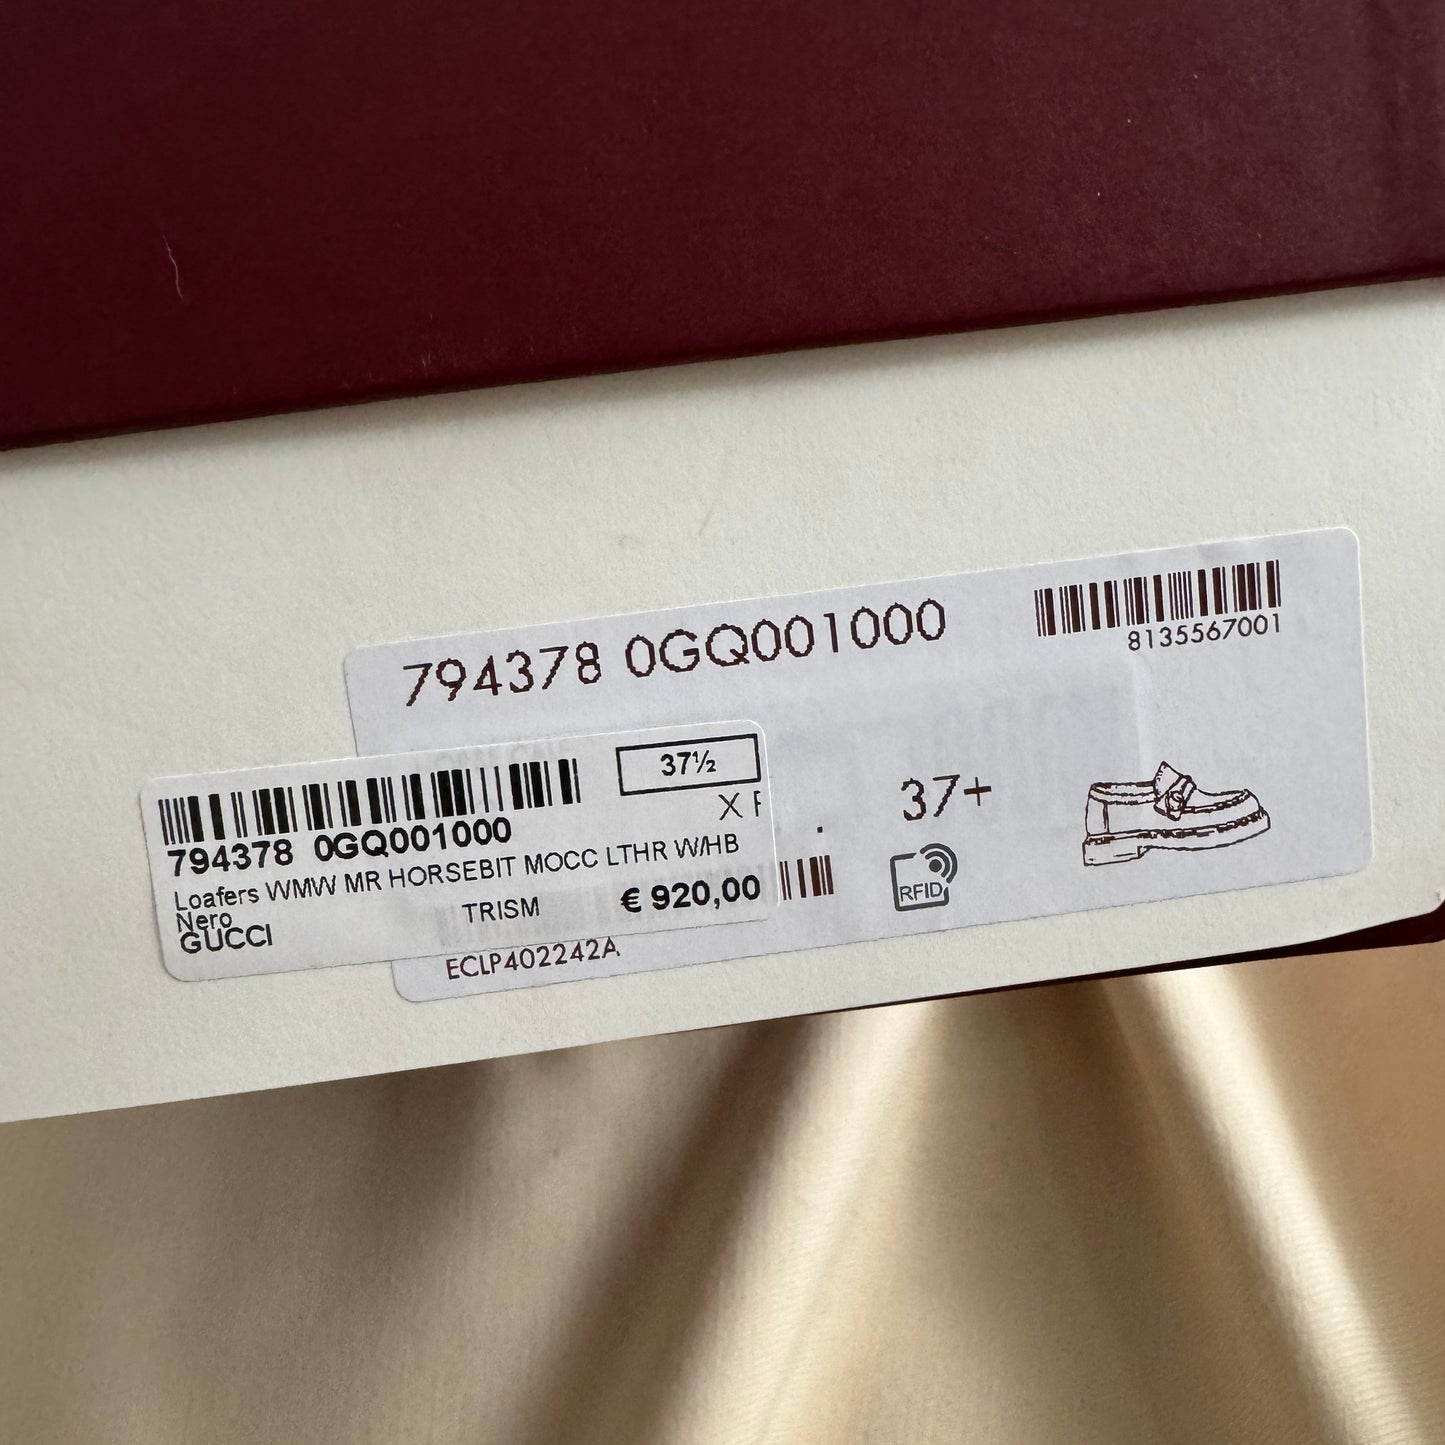 794378 0GQ001000
8135567001
37+
RFID
37½
X F
794378 0GQ001000
Loafers WMW MR HORSEBIT MOCC LTHR W/HB
Nero
TRISM € 920,00
GUCCI
ECLP402242A